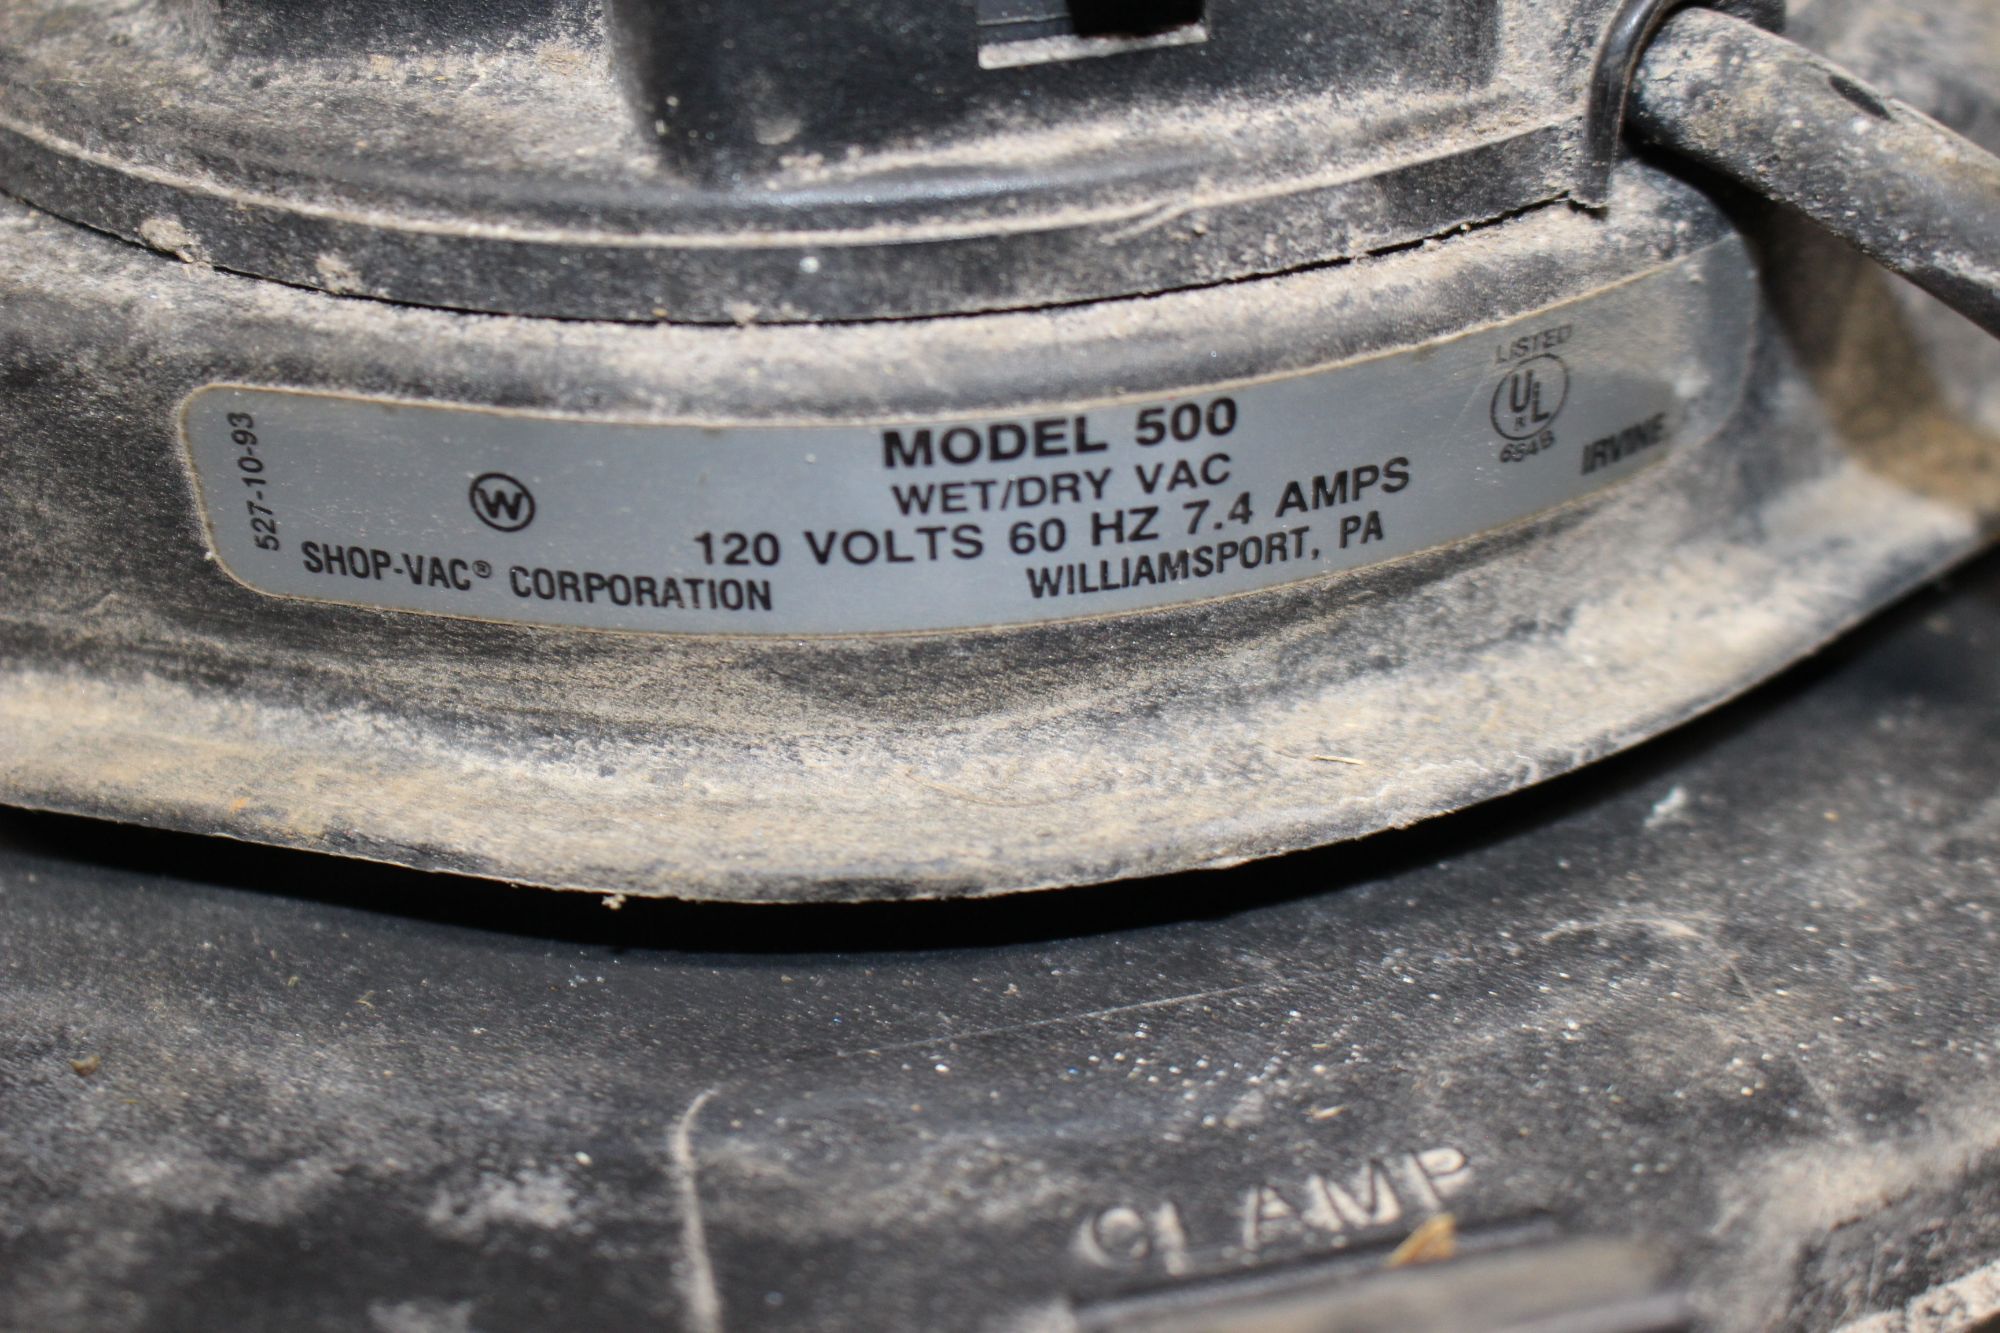 527-10-93
W
SHOP-VAC® CORPORATION
MODEL 500
WET/DRY VAC
120 VOLTS 60 HZ 7.4 AMPS
WILLIAMSPORT, PA
LISTED
UL
®
654B
IRVINE
CLAMP